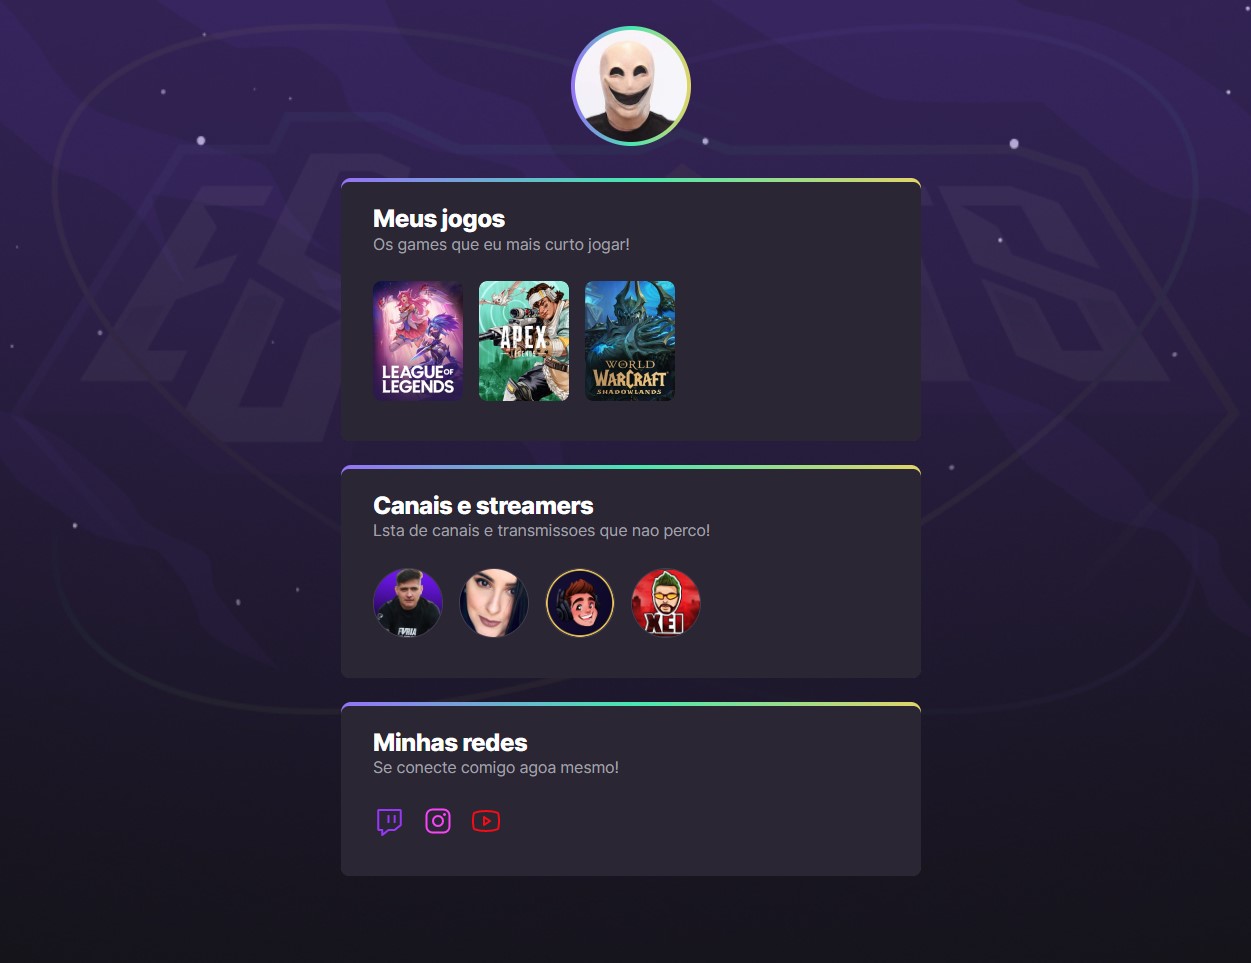 Meus jogos
Os games que eu mais curto jogar!
LEAGUE OF
LEGENDS
APEX
LEGENDS
WORLD
WARCRAFT
SHADOWLANDS
Canais e streamers
Lsta de canais e transmissoes que nao perco!
XEI
Minhas redes
Se conecte comigo agoa mesmo!